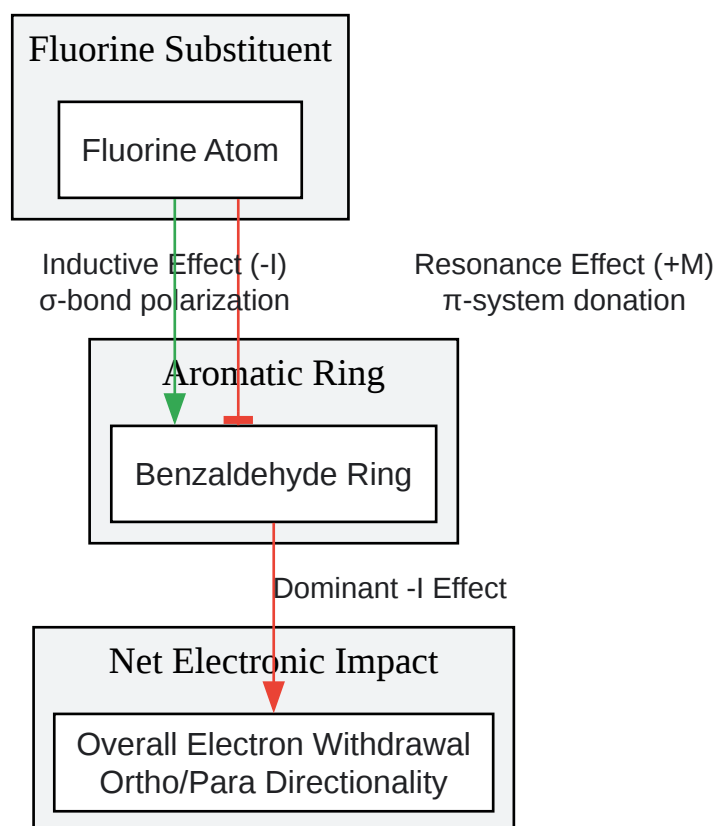 Fluorine Substituent
Fluorine Atom
Inductive Effect (-I)
σ-bond polarization
Resonance Effect (+M)
π-system donation
Aromatic Ring
Benzaldehyde Ring
Dominant -I Effect
Net Electronic Impact
Overall Electron Withdrawal
Ortho/Para Directionality